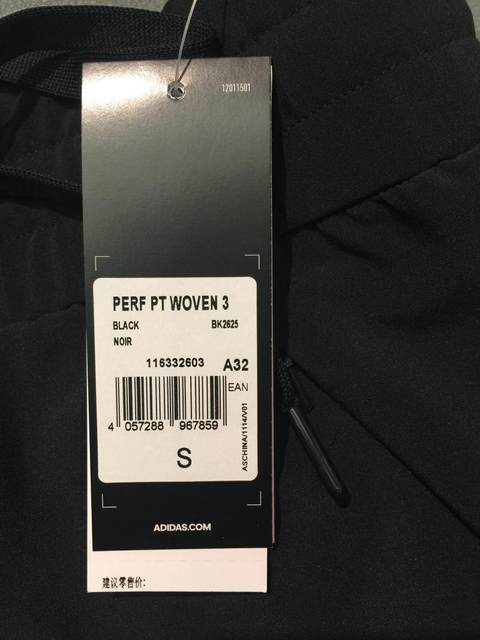 12011501
PERF PT WOVEN 3
BLACK BK2625
NOIR
116332603 A32
EAN
4 057288 967859
S
ASCHINA/1114/V01
ADIDAS.COM
建议零售价: